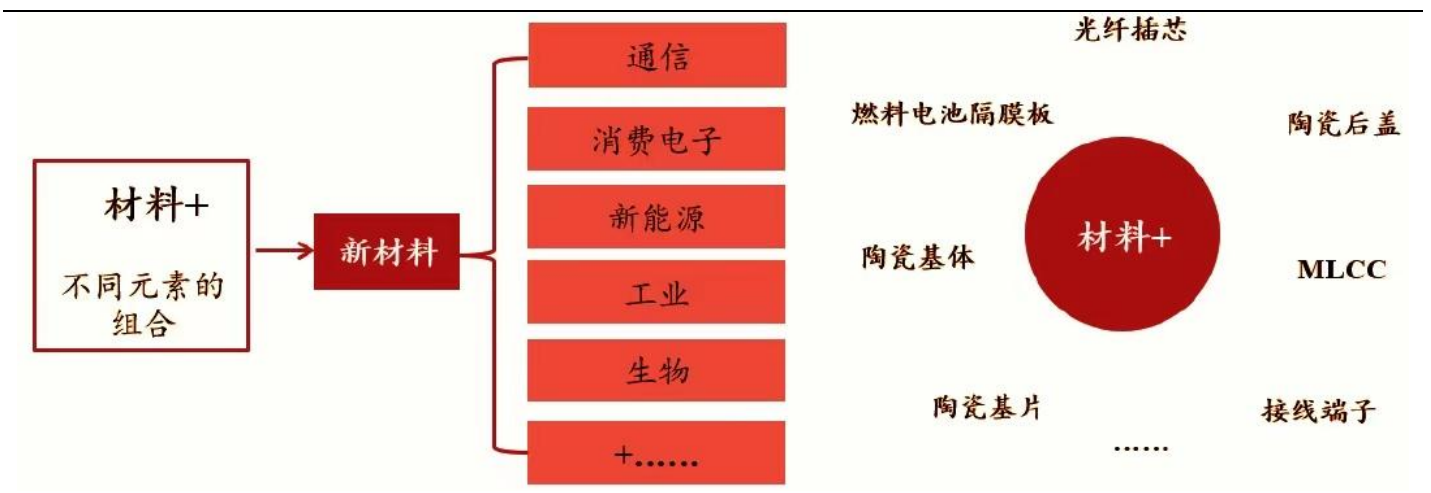 材料+
不同元素的
组合
新材料
通信
消费电子
新能源
工业
生物
+……
光纤插芯
燃料电池隔膜板
陶瓷后盖
材料+
陶瓷基体
MLCC
陶瓷基片
接线端子
……